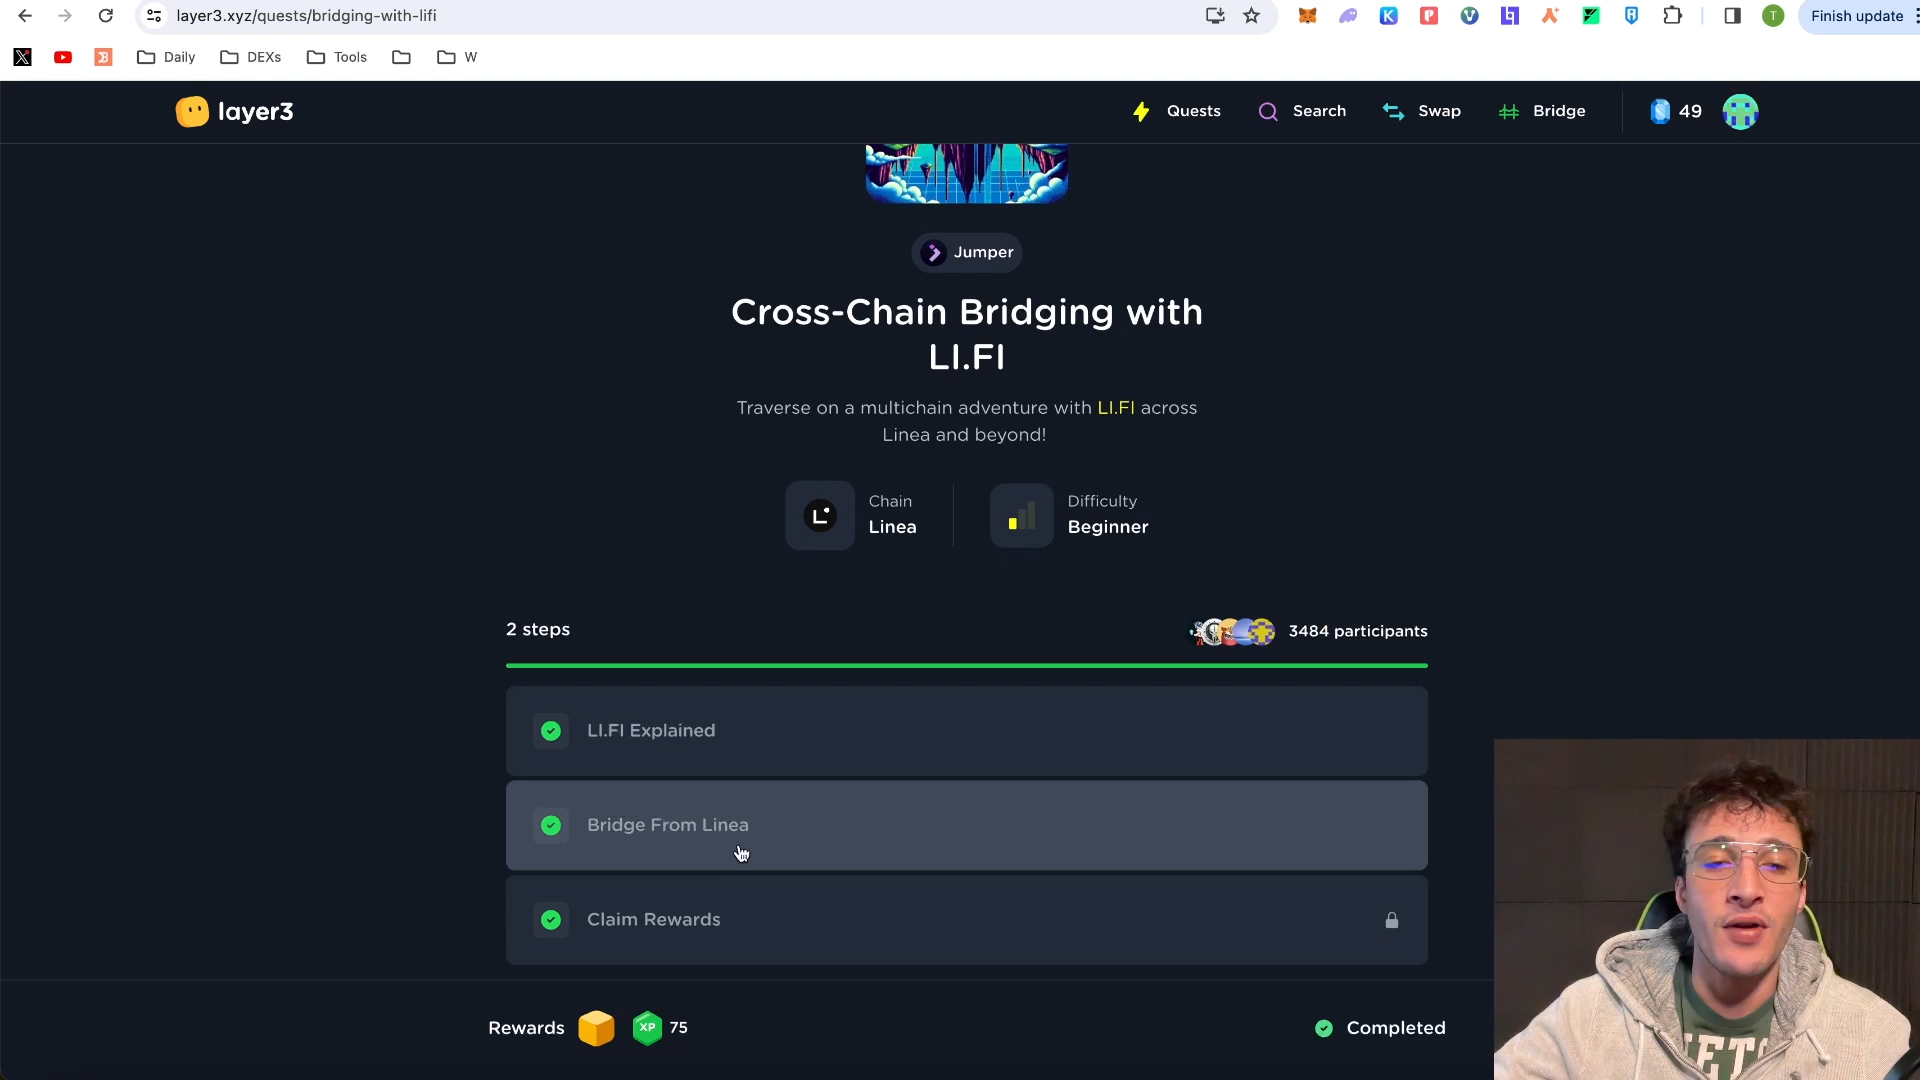 layer3.xyz/quests/bridging-with-lifi
T
Finish update
Daily
DEXs
Tools
W
layer3
Quests
Search
Swap
Bridge
49
Jumper
Cross-Chain Bridging with
LI.FI
Traverse on a multichain adventure with LI.FI across
Linea and beyond!
Chain
Linea
Difficulty
Beginner
2 steps
3484 participants
LI.FI Explained
Bridge From Linea
Claim Rewards
Rewards
XP
75
Completed